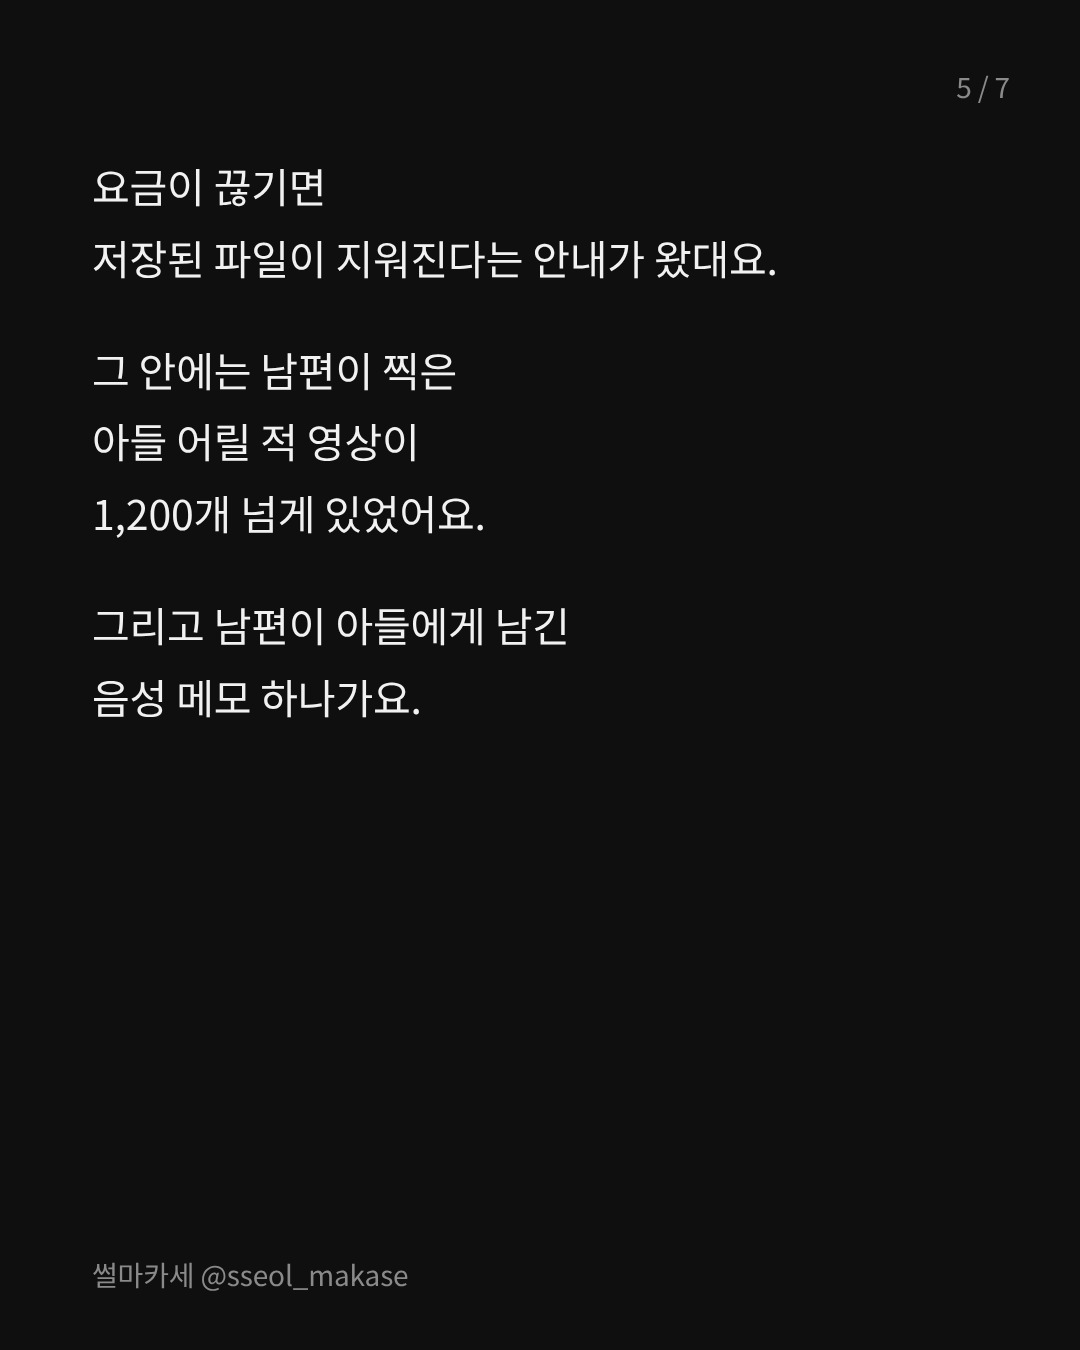 5 / 7
요금이 끊기면
저장된 파일이 지워진다는 안내가 왔대요.
그 안에는 남편이 찍은
아들 어릴 적 영상이
1,200개 넘게 있었어요.
그리고 남편이 아들에게 남긴
음성 메모 하나가요.
썰마카세 @sseol_makase